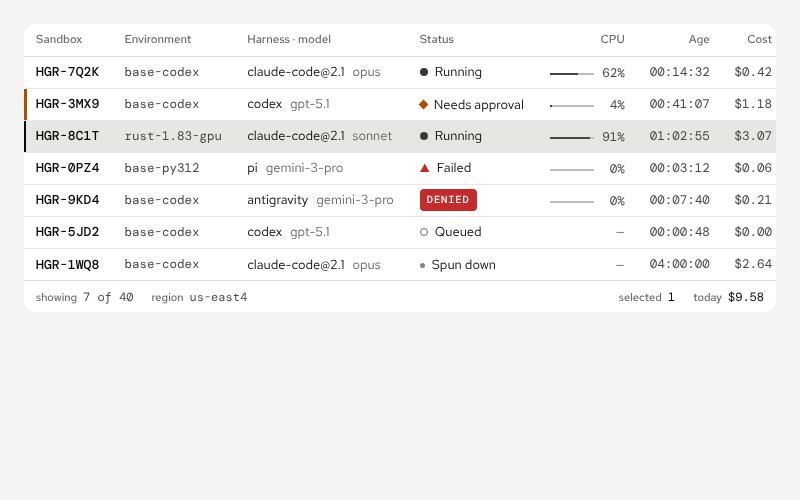 Sandbox Environment Harness · model Status CPU Age Cost
HGR-7Q2K base-codex claude-code@2.1 opus Running 62% 00:14:32 $0.42
HGR-3MX9 base-codex codex gpt-5.1 Needs approval 4% 00:41:07 $1.18
HGR-8C1T rust-1.83-gpu claude-code@2.1 sonnet Running 91% 01:02:55 $3.07
HGR-0PZ4 base-py312 pi gemini-3-pro Failed 0% 00:03:12 $0.06
HGR-9KD4 base-codex antigravity gemini-3-pro DENIED 0% 00:07:40 $0.21
HGR-5JD2 base-codex codex gpt-5.1 Queued — 00:00:48 $0.00
HGR-1WQ8 base-codex claude-code@2.1 opus Spun down — 04:00:00 $2.64
showing 7 of 40 region us-east4 selected 1 today $9.58